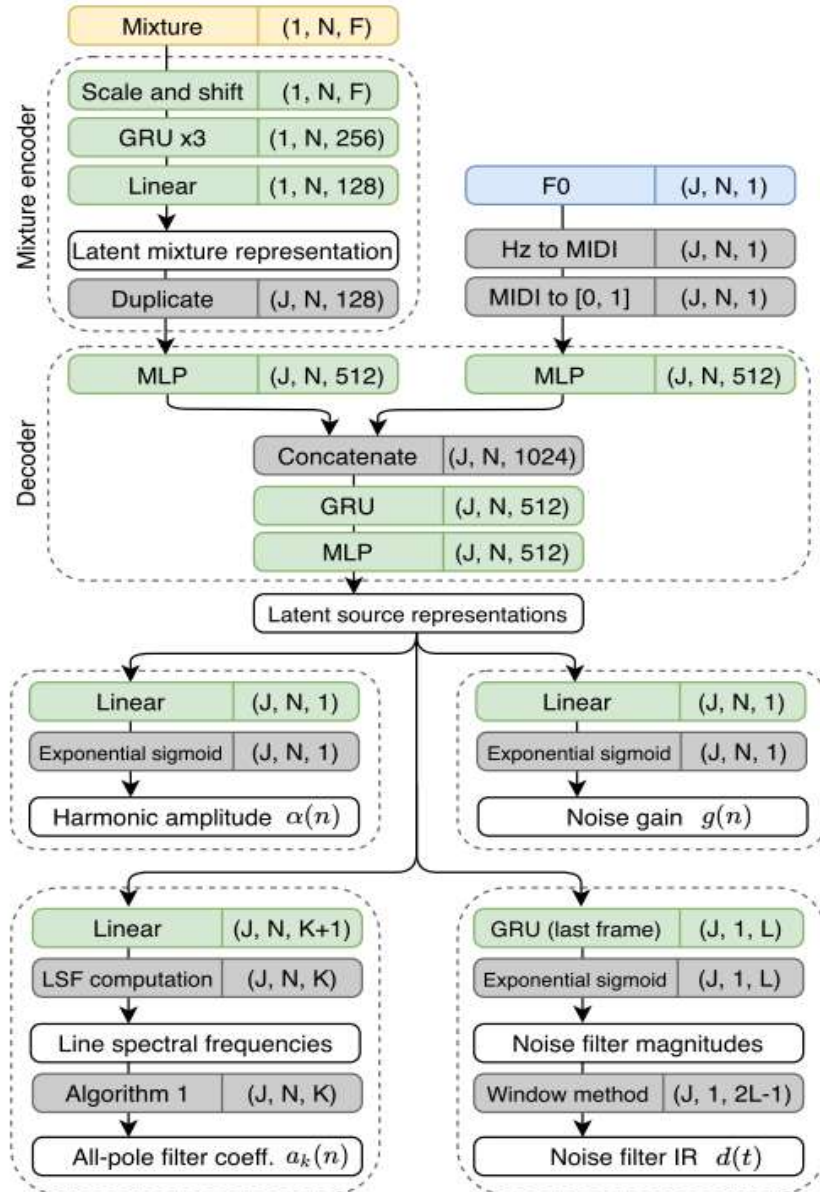 Mixture (1, N, F)
Mixture encoder
Scale and shift (1, N, F)
GRU x3 (1, N, 256)
Linear (1, N, 128)
Latent mixture representation
Duplicate (J, N, 128)
F0 (J, N, 1)
Hz to MIDI (J, N, 1)
MIDI to [0, 1] (J, N, 1)
Decoder
MLP (J, N, 512)
MLP (J, N, 512)
Concatenate (J, N, 1024)
GRU (J, N, 512)
MLP (J, N, 512)
Latent source representations
Linear (J, N, 1)
Exponential sigmoid (J, N, 1)
Harmonic amplitude α(n)
Linear (J, N, 1)
Exponential sigmoid (J, N, 1)
Noise gain g(n)
Linear (J, N, K+1)
LSF computation (J, N, K)
Line spectral frequencies
Algorithm 1 (J, N, K)
All-pole filter coeff. aₖ(n)
GRU (last frame) (J, 1, L)
Exponential sigmoid (J, 1, L)
Noise filter magnitudes
Window method (J, 1, 2L-1)
Noise filter IR d(t)